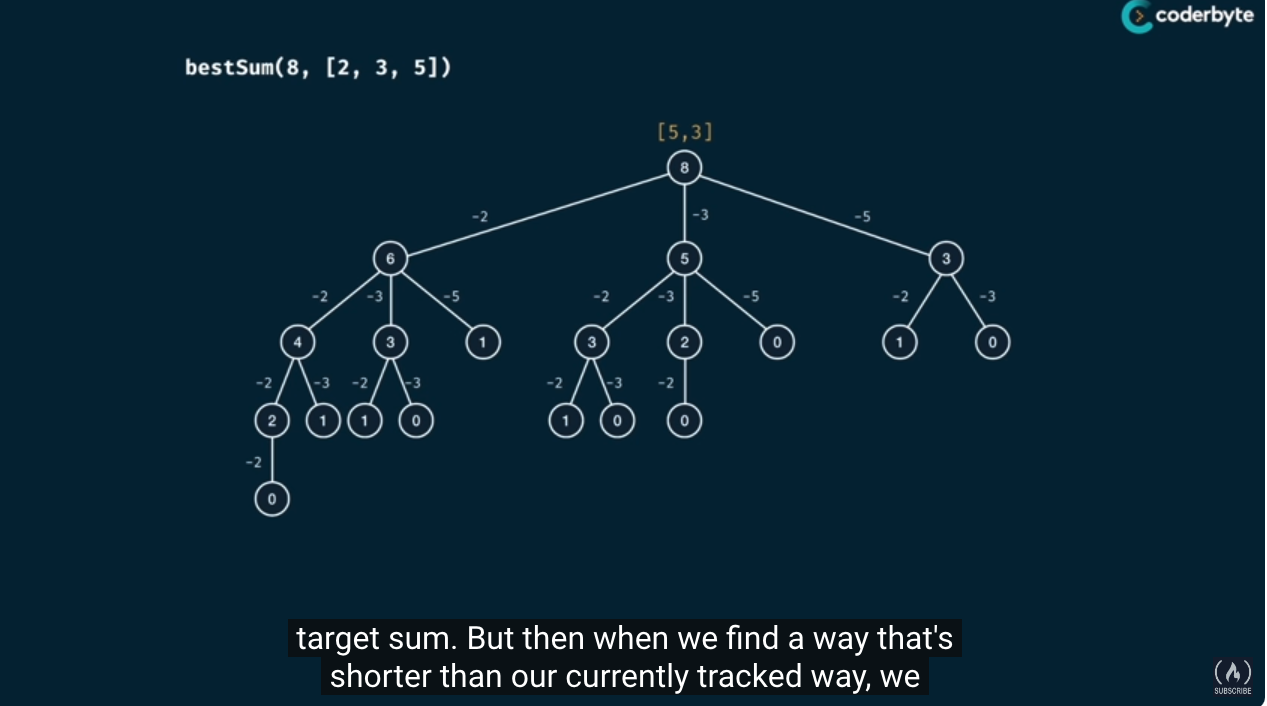 coderbyte
bestSum(8, [2, 3, 5])
[5,3]
8
-2 -3 -5
6 5 3
-2 -3 -5 -2 -3 -5 -2 -3
4 3 1 3 2 0 1 0
-2 -3 -2 -3 -2 -3 -2
2 1 1 0 1 0 0
-2
0
target sum. But then when we find a way that's
shorter than our currently tracked way, we
SUBSCRIBE